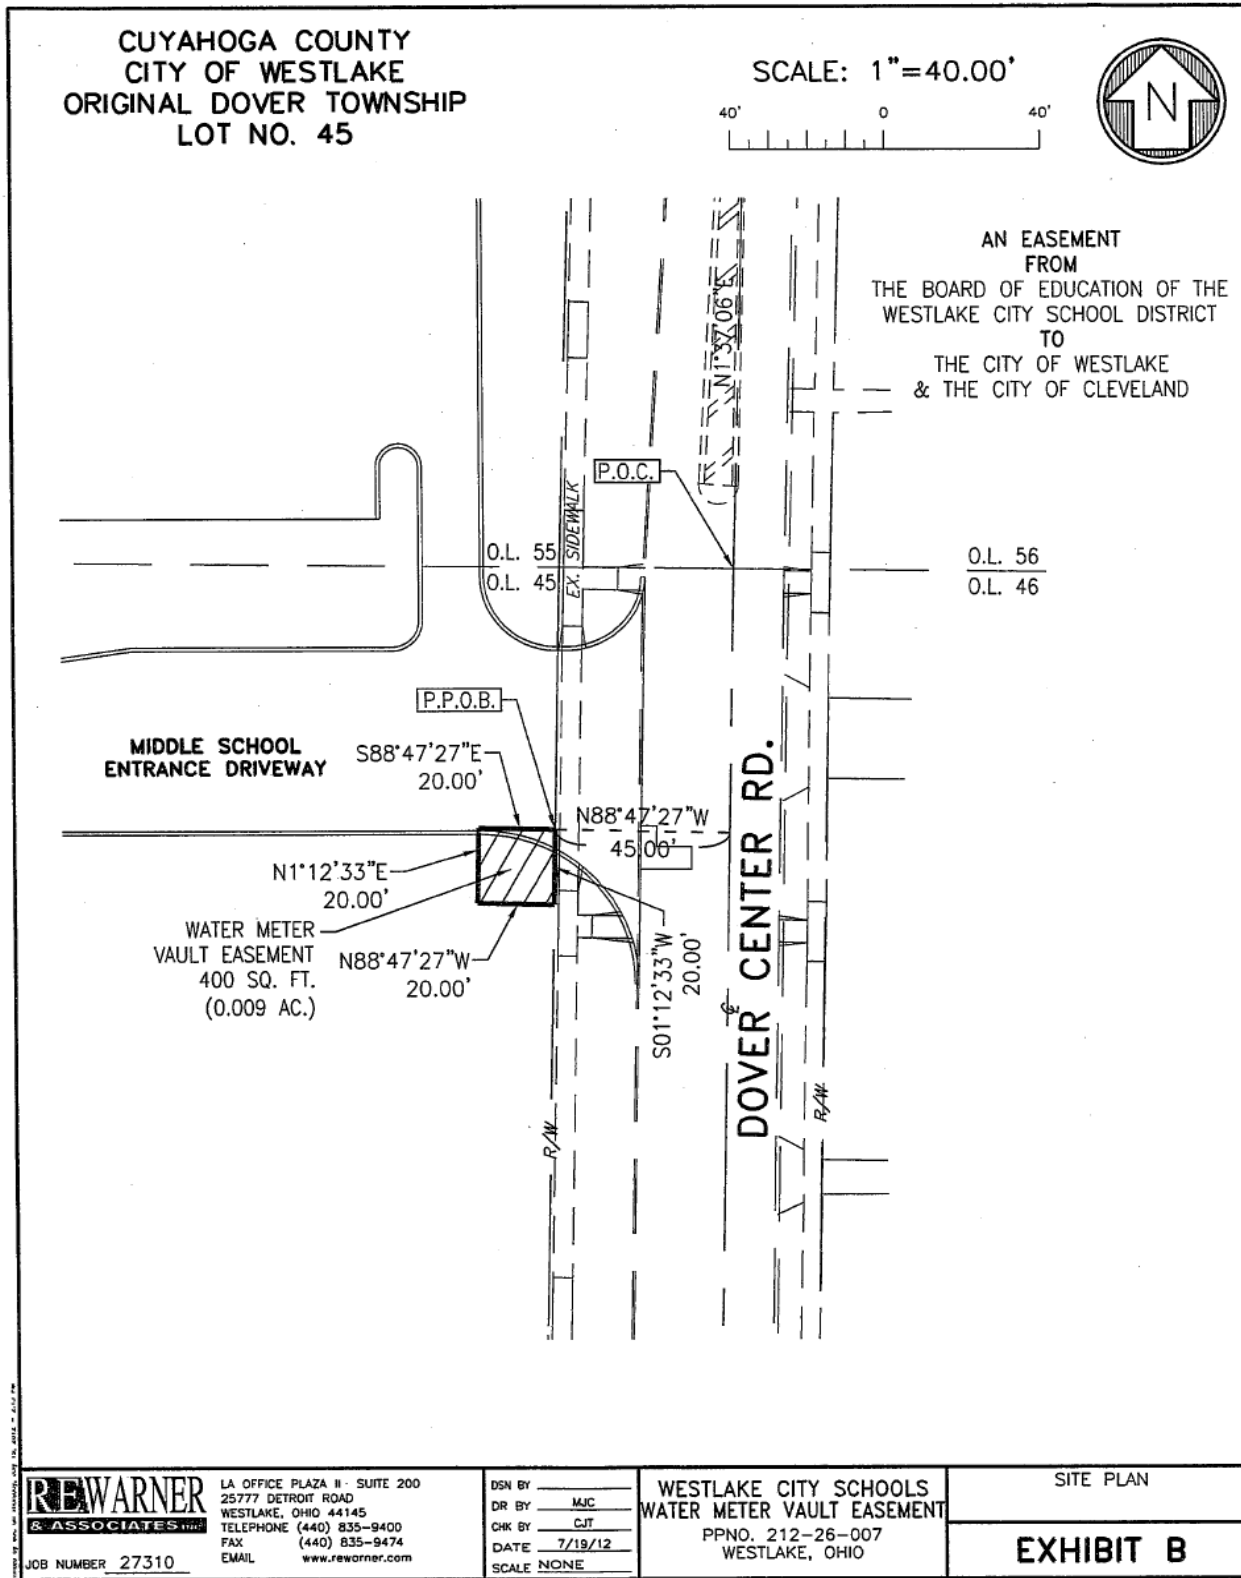 CUYAHOGA COUNTY
CITY OF WESTLAKE
ORIGINAL DOVER TOWNSHIP
LOT NO. 45
SCALE: 1"=40.00'
40' 0 40'
N
AN EASEMENT
FROM
THE BOARD OF EDUCATION OF THE
WESTLAKE CITY SCHOOL DISTRICT
TO
THE CITY OF WESTLAKE
& THE CITY OF CLEVELAND
N1°37'06"E
P.O.C.
EX. SIDEWALK
O.L. 55
O.L. 45
O.L. 56
O.L. 46
P.P.O.B.
MIDDLE SCHOOL
ENTRANCE DRIVEWAY
S88°47'27"E
20.00'
N88°47'27"W
45.00'
N1°12'33"E
20.00'
WATER METER
VAULT EASEMENT
400 SQ. FT.
(0.009 AC.)
N88°47'27"W
20.00'
S01°12'33"W
20.00'
DOVER CENTER RD.
R/W
R/W
R.E. WARNER
& ASSOCIATES INC.
LA OFFICE PLAZA II - SUITE 200
25777 DETROIT ROAD
WESTLAKE, OHIO 44145
TELEPHONE (440) 835-9400
FAX (440) 835-9474
EMAIL www.rewarner.com
JOB NUMBER 27310
DSN BY
DR BY MJC
CHK BY CJT
DATE 7/19/12
SCALE NONE
WESTLAKE CITY SCHOOLS
WATER METER VAULT EASEMENT
PPNO. 212-26-007
WESTLAKE, OHIO
SITE PLAN
EXHIBIT B